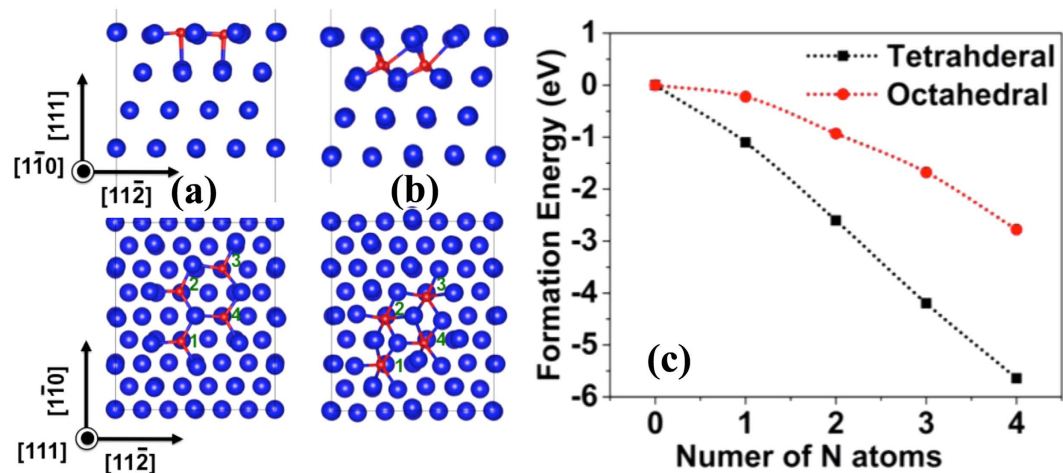 [111]
[11̄0]
[112̄]
(a)
(b)
3
2
4
1
3
2
4
1
[11̄0]
[111]
[112̄]
Formation Energy (eV)
1
0
-1
-2
-3
-4
-5
-6
Tetrahderal
Octahedral
(c)
0 1 2 3 4
Numer of N atoms